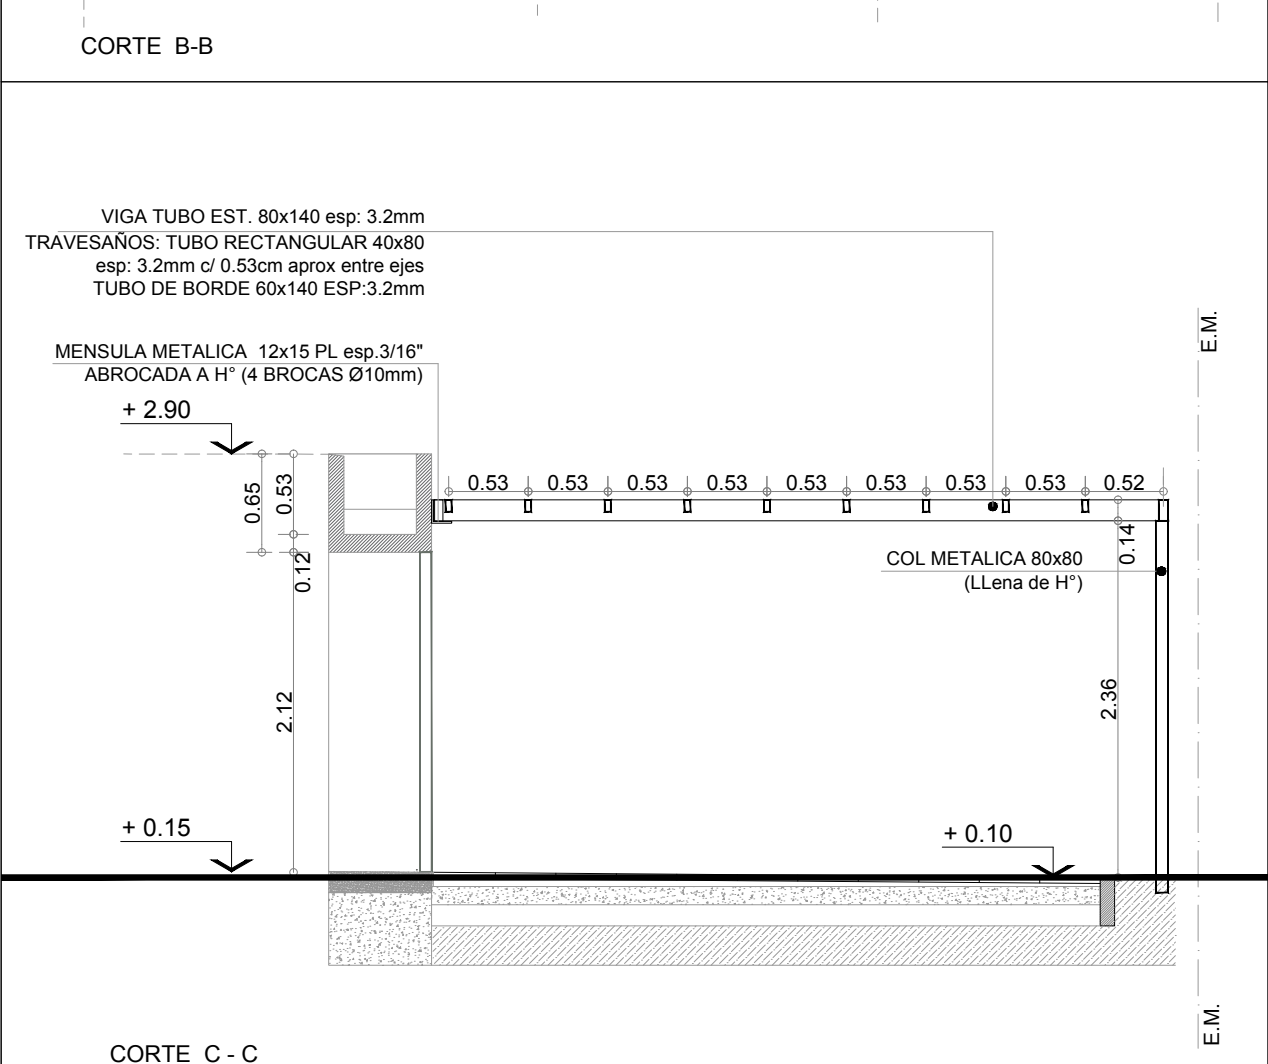 CORTE B-B
VIGA TUBO EST. 80x140 esp: 3.2mm
TRAVESAÑOS: TUBO RECTANGULAR 40x80
esp: 3.2mm c/ 0.53cm aprox entre ejes
TUBO DE BORDE 60x140 ESP:3.2mm
E.M.
MENSULA METALICA 12x15 PL esp.3/16"
ABROCADA A H° (4 BROCAS Ø10mm)
+ 2.90
0.65
0.53
0.53
0.53
0.53
0.53
0.53
0.53
0.53
0.53
0.52
0.14
0.12
COL METALICA 80x80
(LLena de H°)
2.12
2.36
+ 0.15
+ 0.10
E.M.
CORTE C - C